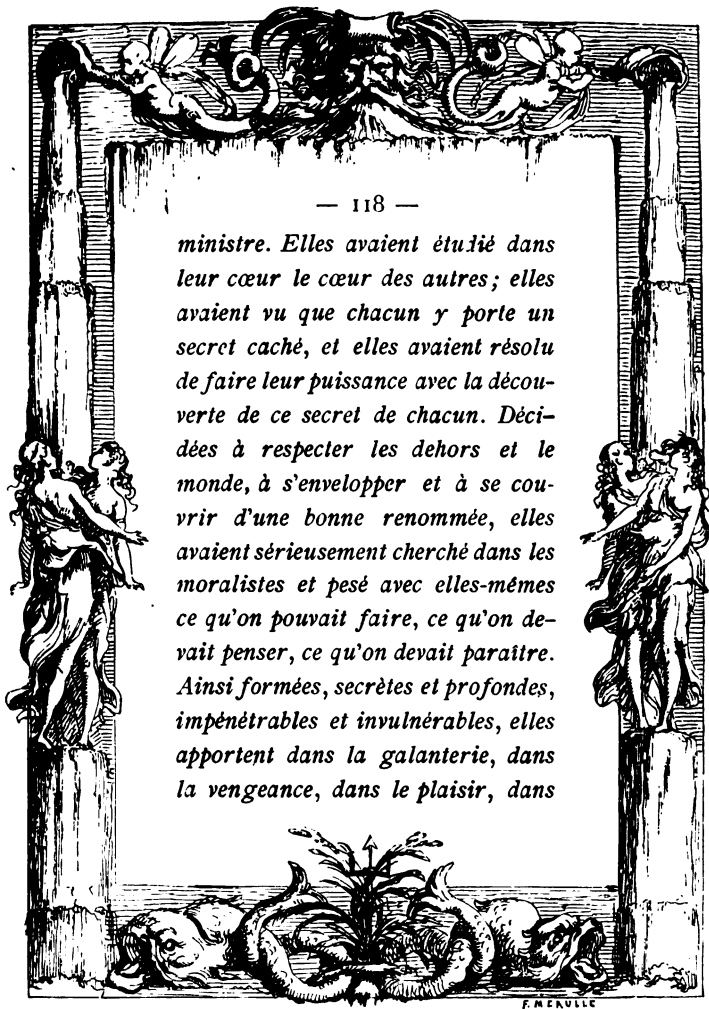 — 118 —
ministre. Elles avaient étudié dans
leur cœur le cœur des autres; elles
avaient vu que chacun y porte un
secret caché, et elles avaient résolu
de faire leur puissance avec la décou-
verte de ce secret de chacun. Déci-
dées à respecter les dehors et le
monde, à s'envelopper et à se cou-
vrir d'une bonne renommée, elles
avaient sérieusement cherché dans les
moralistes et pesé avec elles-mêmes
ce qu'on pouvait faire, ce qu'on de-
vait penser, ce qu'on devait paraître.
Ainsi formées, secrètes et profondes,
impénétrables et invulnérables, elles
apportent dans la galanterie, dans
la vengeance, dans le plaisir, dans